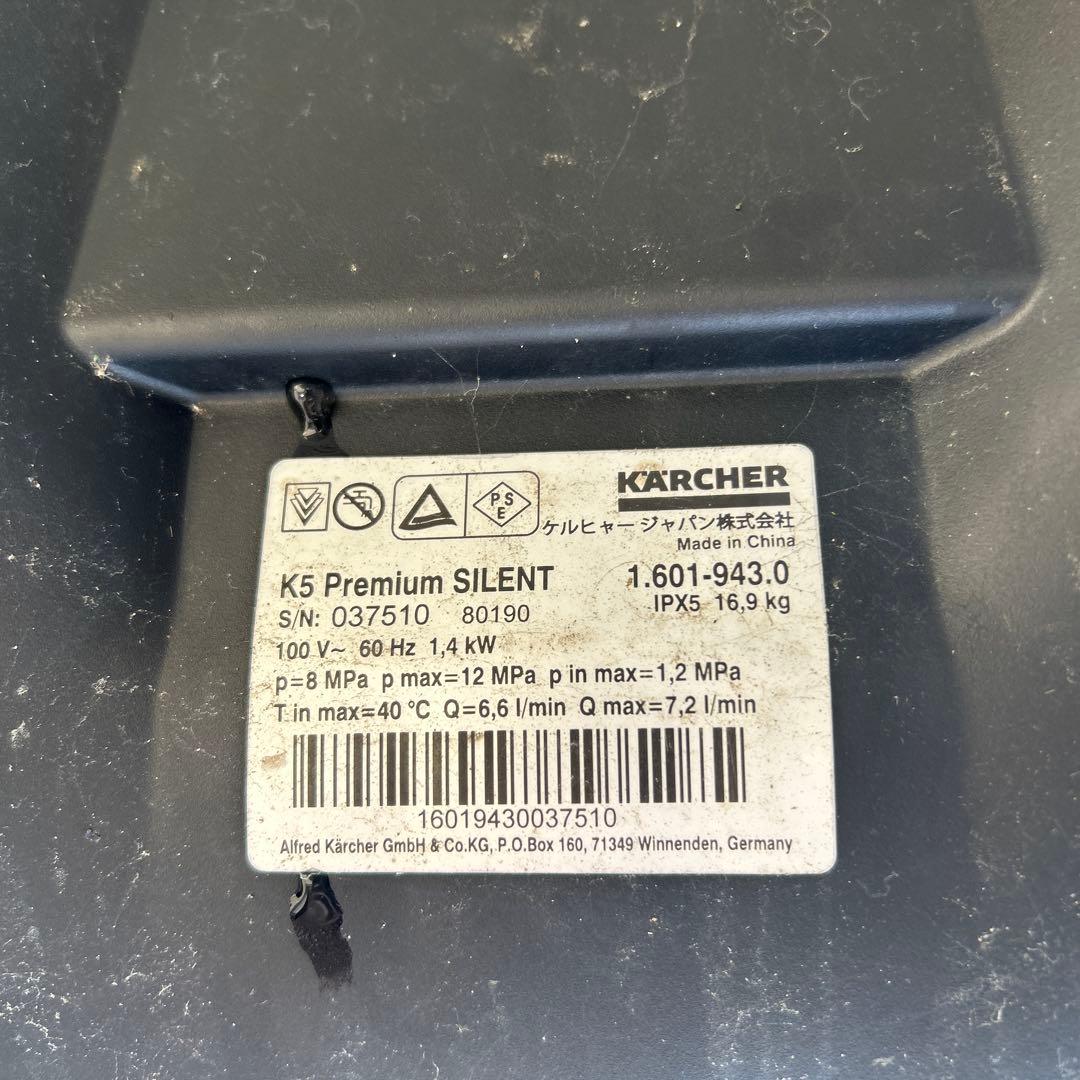 P S
E
KÄRCHER
ケルヒャー ジャパン株式会社
Made in China
K5 Premium SILENT 1.601-943.0
S/N: 037510 80190 IPX5 16,9 kg
100 V~ 60 Hz 1,4 kW
p=8 MPa p max=12 MPa p in max=1,2 MPa
T in max=40 °C Q=6,6 l/min Q max=7,2 l/min
16019430037510
Alfred Kärcher GmbH & Co.KG, P.O.Box 160, 71349 Winnenden, Germany